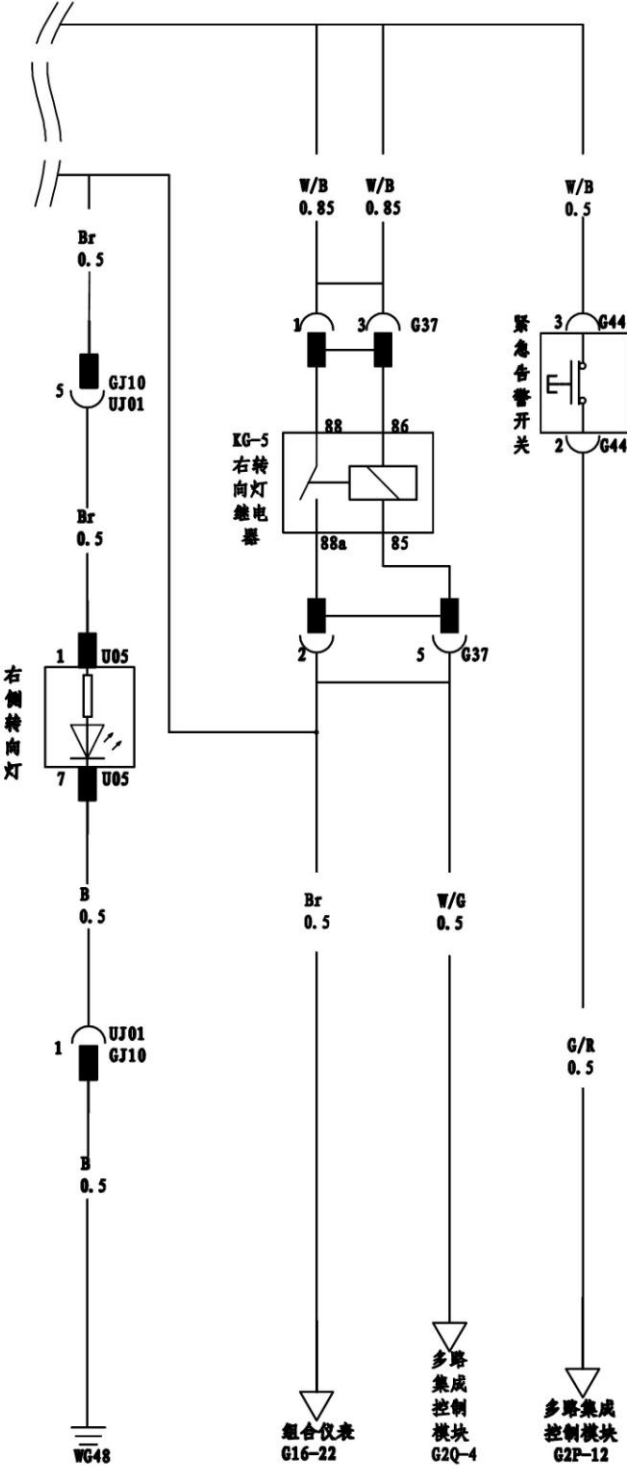 W/B
0.85
W/B
0.85
W/B
0.5
Br
0.5
5
GJ10
UJ01
1
3
G37
3
G44
紧急告警开关
2
G44
88
86
KG-5
右转
向灯
继电
器
88a
85
Br
0.5
2
5
G37
1
U05
右侧转向灯
7
U05
B
0.5
Br
0.5
W/G
0.5
1
UJ01
GJ10
G/R
0.5
B
0.5
WG48
组合仪表
G16-22
多路
集成
控制
模块
G2Q-4
多路集成
控制模块
G2P-12